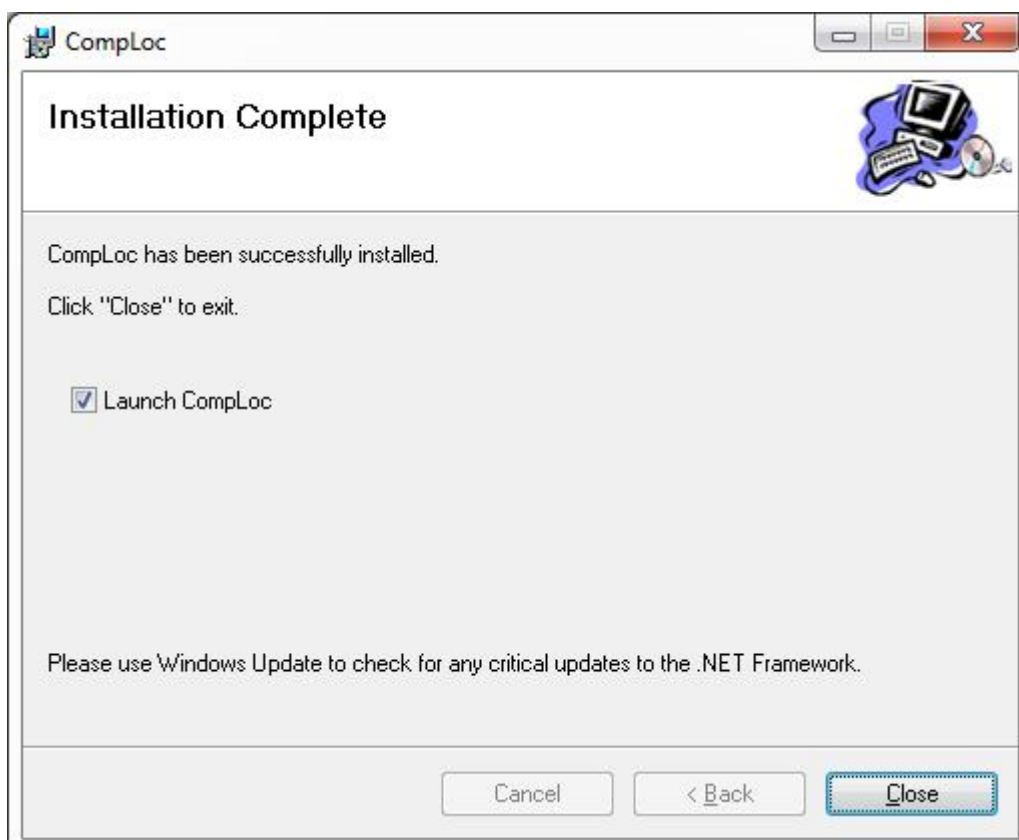 CompLoc
Installation Complete
CompLoc has been successfully installed.
Click "Close" to exit.
Launch CompLoc
Please use Windows Update to check for any critical updates to the .NET Framework.
Cancel
< Back
Close